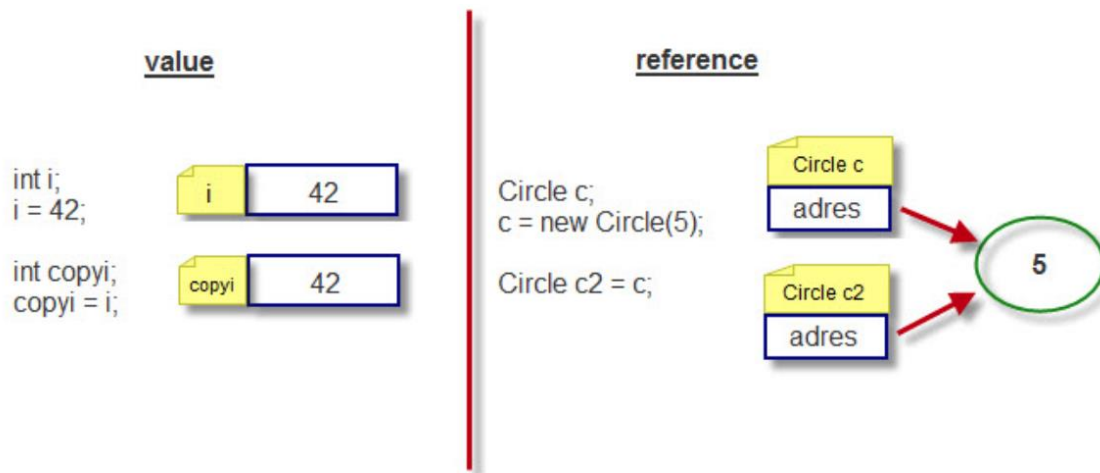 value
int i;
i = 42;
i
42
int copyi;
copyi = i;
copyi
42
reference
Circle c;
c = new Circle(5);
Circle c
adres
Circle c2 = c;
Circle c2
adres
5